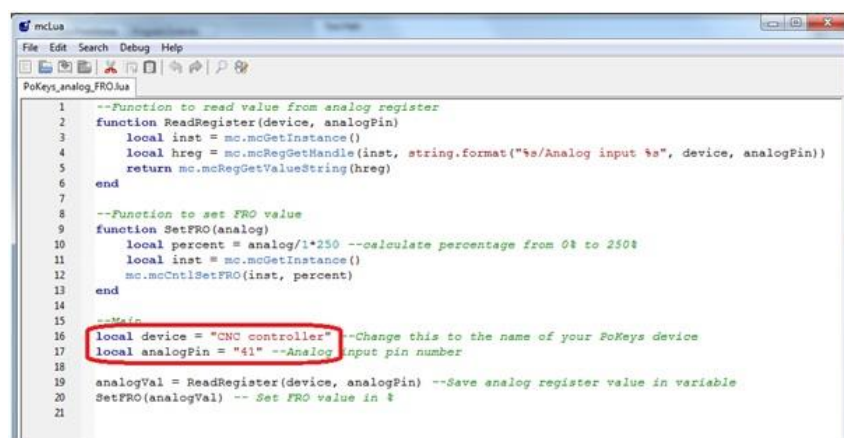 mcLua
File Edit Search Debug Help
PoKeys_analog_FRO.lua
1 --Function to read value from analog register
2 function ReadRegister(device, analogPin)
3 local inst = mc.mcGetInstance()
4 local hreg = mc.mcRegGetHandle(inst, string.format("%s/Analog input %s", device, analogPin))
5 return mc.mcRegGetValueString(hreg)
6 end
7
8 --Function to set FRO value
9 function SetFRO(analog)
10 local percent = analog/1*250 --calculate percentage from 0% to 250%
11 local inst = mc.mcGetInstance()
12 mc.mcCntlSetFRO(inst, percent)
13 end
14
15 --Main
16 local device = "CNC controller" --Change this to the name of your PoKeys device
17 local analogPin = "41" --Analog input pin number
18
19 analogVal = ReadRegister(device, analogPin) --Save analog register value in variable
20 SetFRO(analogVal) -- Set FRO value in %
21